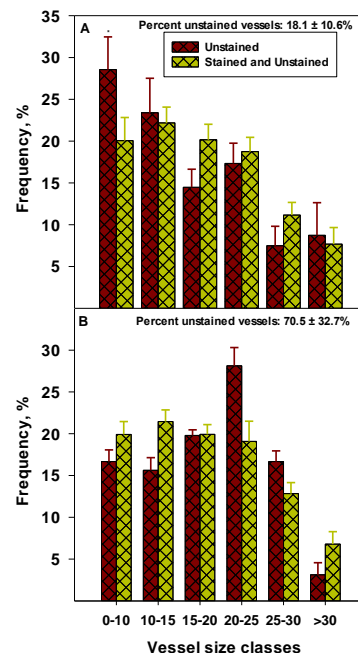 A
Percent unstained vessels: 18.1 ± 10.6%
Unstained
Stained and Unstained
35
30
25
20
15
10
5
Frequency, %
B
Percent unstained vessels: 70.5 ± 32.7%
30
25
20
15
10
5
Frequency, %
0-10 10-15 15-20 20-25 25-30 >30
Vessel size classes